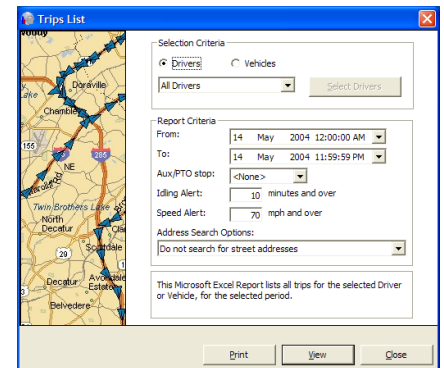 Trips List
Doraville
Lake
Chamblee
155
NE
285
Twin Brothers Lake
North
Decatur
29
Scottdale
Decatur
Avondale
Estates
Belvedere
Selection Criteria
Drivers Vehicles
All Drivers Select Drivers
Report Criteria
From: 14 May 2004 12:00:00 AM
To: 14 May 2004 11:59:59 PM
Aux/PTO stop: <None>
Idling Alert: 10 minutes and over
Speed Alert: 70 mph and over
Address Search Options:
Do not search for street addresses
This Microsoft Excel Report lists all trips for the selected Driver
or Vehicle, for the selected period.
Print View Close